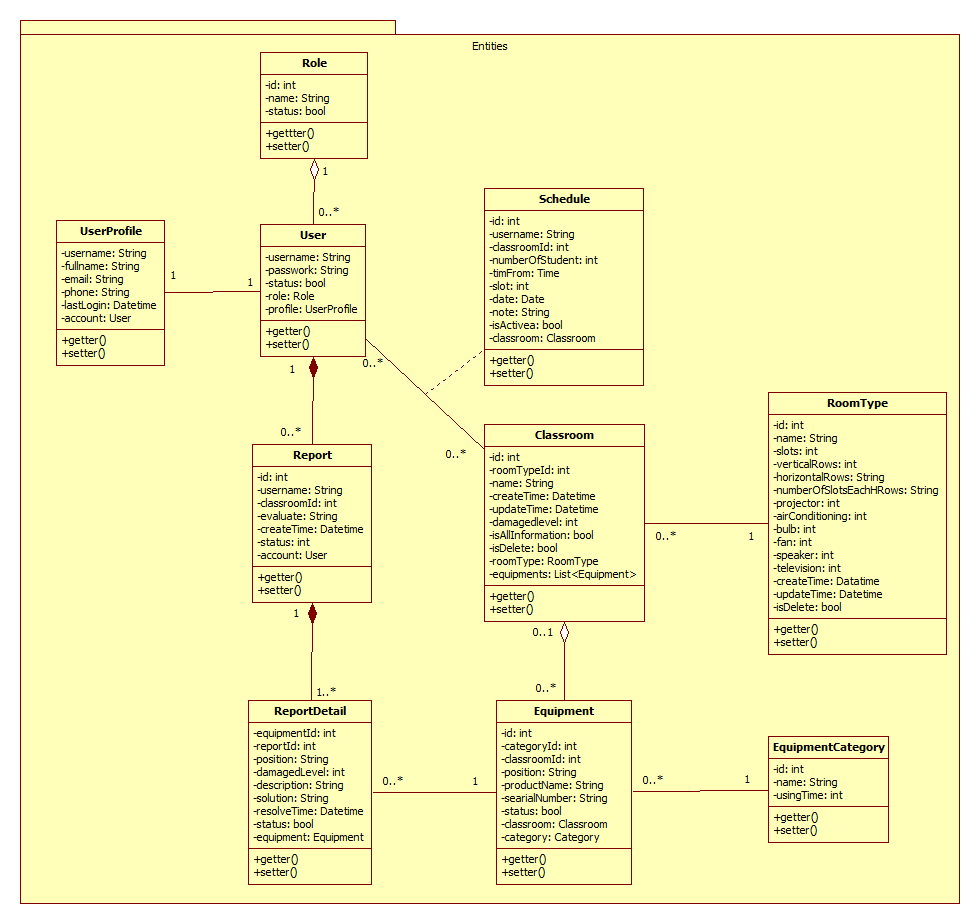 Entities
Role
-id: int
-name: String
-status: bool
+gettter()
+setter()
1
0..*
UserProfile
-username: String
-fullname: String
-email: String
-phone: String
-lastLogin: Datetime
-account: User
+getter()
+setter()
1
1
User
-username: String
-passwork: String
-status: bool
-role: Role
-profile: UserProfile
+getter()
+setter()
1
0..*
0..*
0..*
Schedule
-id: int
-username: String
-classroomId: int
-numberOfStudent: int
-timFrom: Time
-slot: int
-date: Date
-note: String
-isActivea: bool
-classroom: Classroom
+getter()
+setter()
Report
-id: int
-username: String
-classroomId: int
-evaluate: String
-createTime: Datetime
-status: int
-account: User
+getter()
+setter()
1
1..*
Classroom
-id: int
-roomTypeId: int
-name: String
-createTime: Datetime
-updateTime: Datetime
-damagedlevel: int
-isAllInformation: bool
-isDelete: bool
-roomType: RoomType
-equipments: List<Equipment>
+getter()
+setter()
0..*
1
0..1
0..*
RoomType
-id: int
-name: String
-slots: int
-verticalRows: int
-horizontalRows: String
-numberOfSlotsEachHRows: String
-projector: int
-airConditioning: int
-bulb: int
-fan: int
-speaker: int
-television: int
-createTime: Datatime
-updateTime: Datetime
-isDelete: bool
+getter()
+setter()
ReportDetail
-equipmentId: int
-reportId: int
-position: String
-damagedLevel: int
-description: String
-solution: String
-resolveTime: Datetime
-status: bool
-equipment: Equipment
+getter()
+setter()
0..*
1
Equipment
-id: int
-categoryId: int
-classroomId: int
-position: String
-productName: String
-searialNumber: String
-status: bool
-classroom: Classroom
-category: Category
+getter()
+setter()
0..*
1
EquipmentCategory
-id: int
-name: String
-usingTime: int
+getter()
+setter()